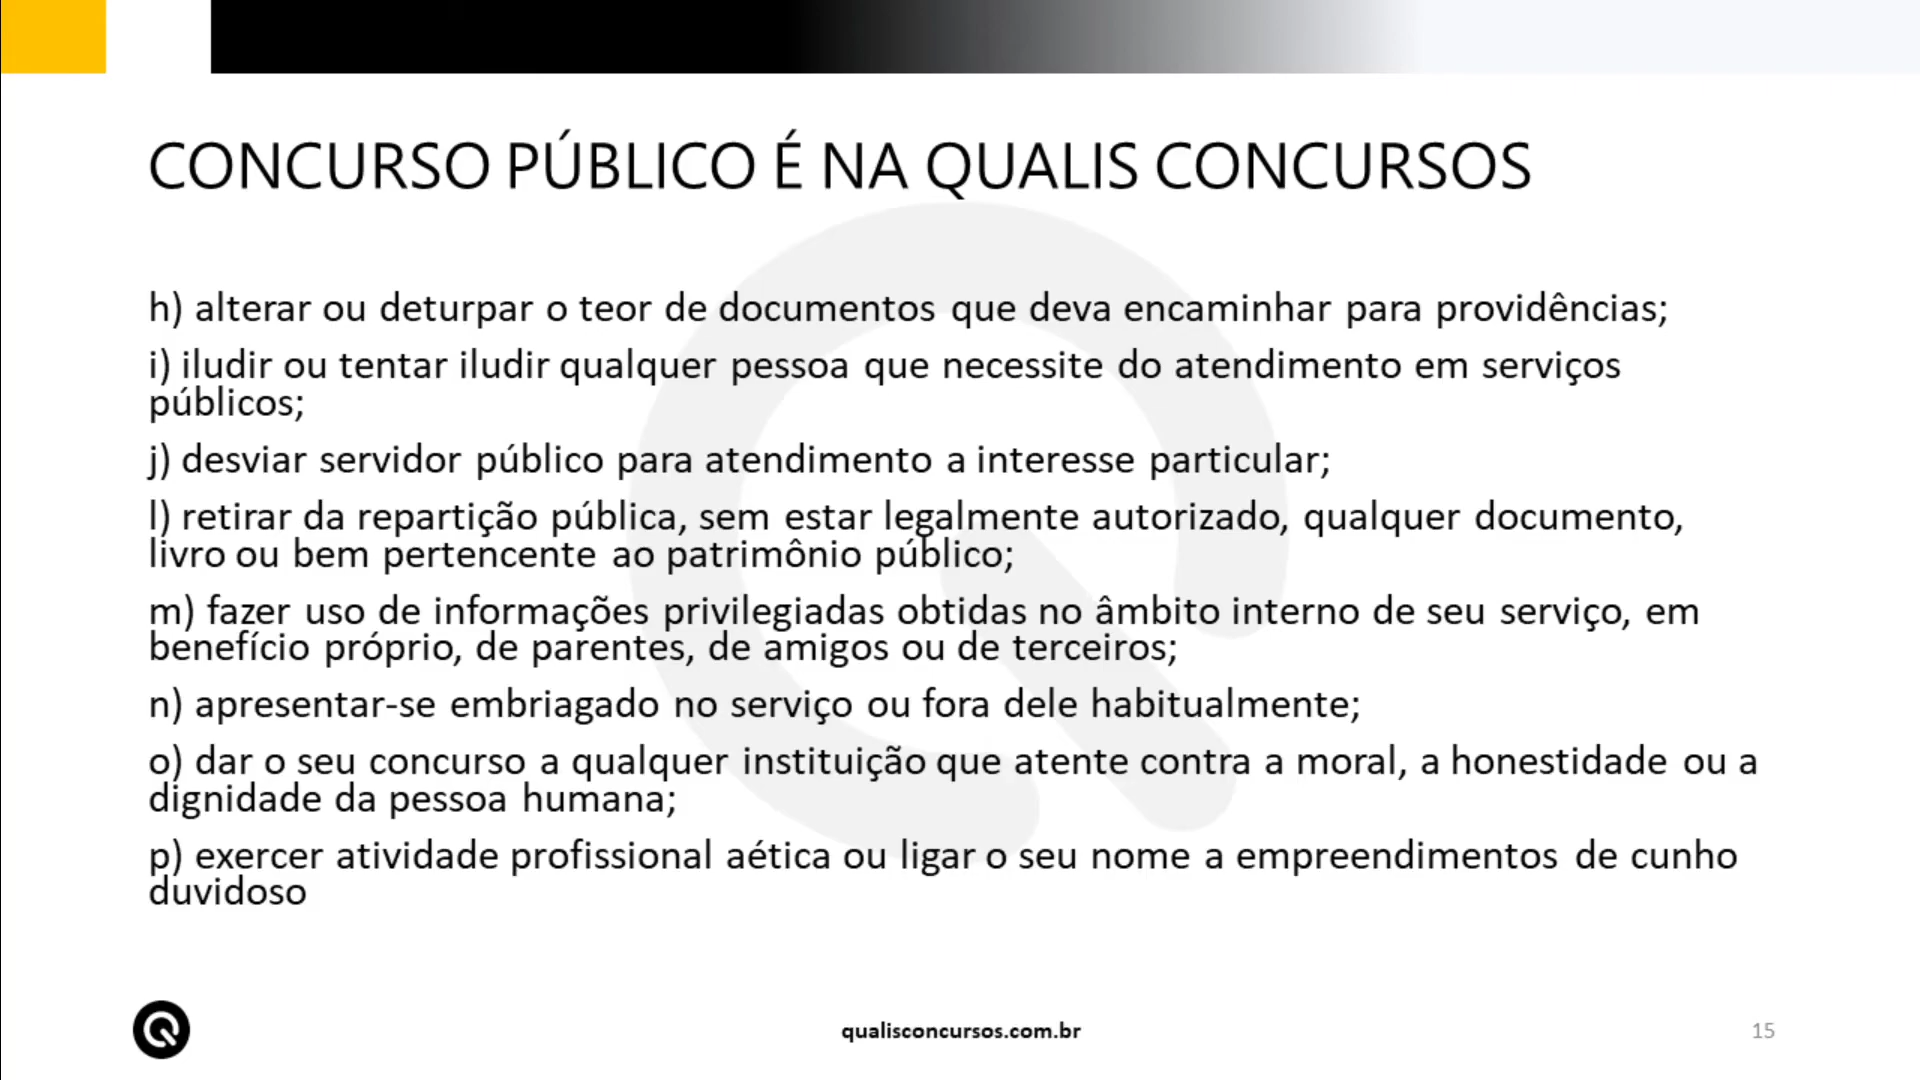 CONCURSO PÚBLICO É NA QUALIS CONCURSOS
h) alterar ou deturpar o teor de documentos que deva encaminhar para providências;
i) iludir ou tentar iludir qualquer pessoa que necessite do atendimento em serviços
públicos;
j) desviar servidor público para atendimento a interesse particular;
l) retirar da repartição pública, sem estar legalmente autorizado, qualquer documento,
livro ou bem pertencente ao patrimônio público;
m) fazer uso de informações privilegiadas obtidas no âmbito interno de seu serviço, em
benefício próprio, de parentes, de amigos ou de terceiros;
n) apresentar-se embriagado no serviço ou fora dele habitualmente;
o) dar o seu concurso a qualquer instituição que atente contra a moral, a honestidade ou a
dignidade da pessoa humana;
p) exercer atividade profissional aética ou ligar o seu nome a empreendimentos de cunho
duvidoso
qualisconcursos.com.br
15